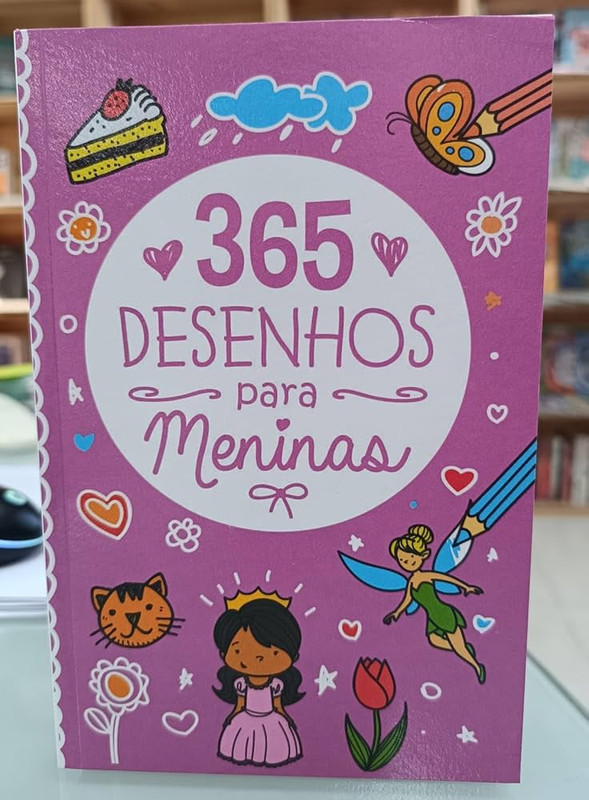 365
DESENHOS
para
Meninas